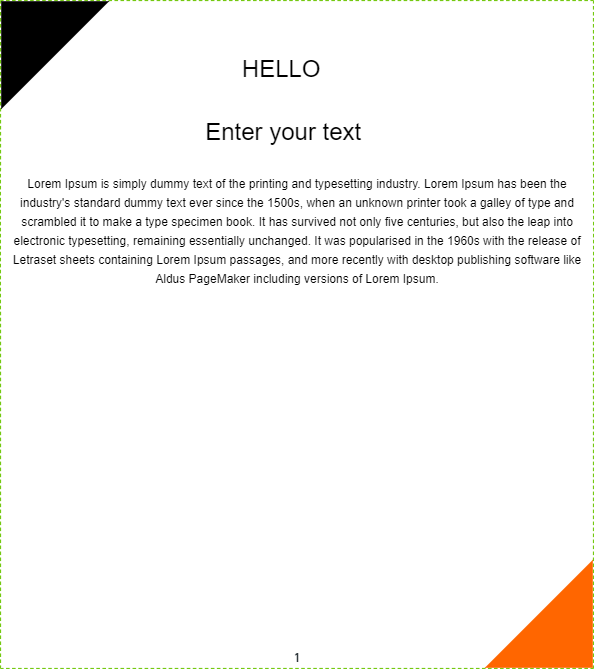 HELLO
Enter your text
Lorem Ipsum is simply dummy text of the printing and typesetting industry. Lorem Ipsum has been the
industry's standard dummy text ever since the 1500s, when an unknown printer took a galley of type and
scrambled it to make a type specimen book. It has survived not only five centuries, but also the leap into
electronic typesetting, remaining essentially unchanged. It was popularised in the 1960s with the release of
Letraset sheets containing Lorem Ipsum passages, and more recently with desktop publishing software like
Aldus PageMaker including versions of Lorem Ipsum.
1